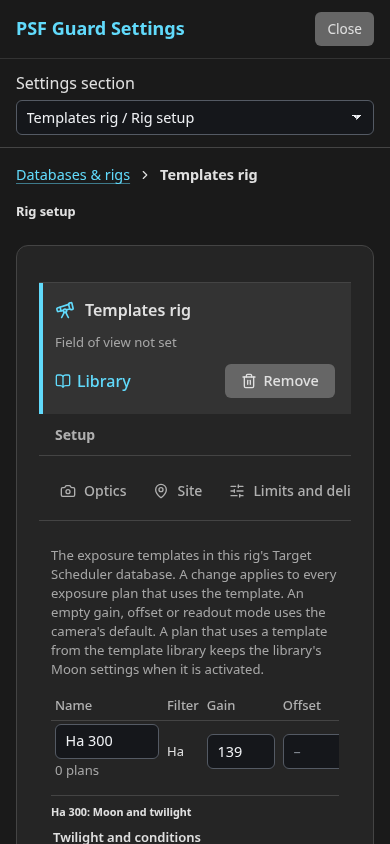 PSF Guard Settings
Close
Settings section
Templates rig / Rig setup
Databases & rigs > Templates rig
Rig setup
Templates rig
Field of view not set
Library
Remove
Setup
Optics Site Limits and deli
The exposure templates in this rig's Target
Scheduler database. A change applies to every
exposure plan that uses the template. An
empty gain, offset or readout mode uses the
camera's default. A plan that uses a template
from the template library keeps the library's
Moon settings when it is activated.
Name Filter Gain Offset
Ha 300 Ha 139 –
0 plans
Ha 300: Moon and twilight
Twilight and conditions